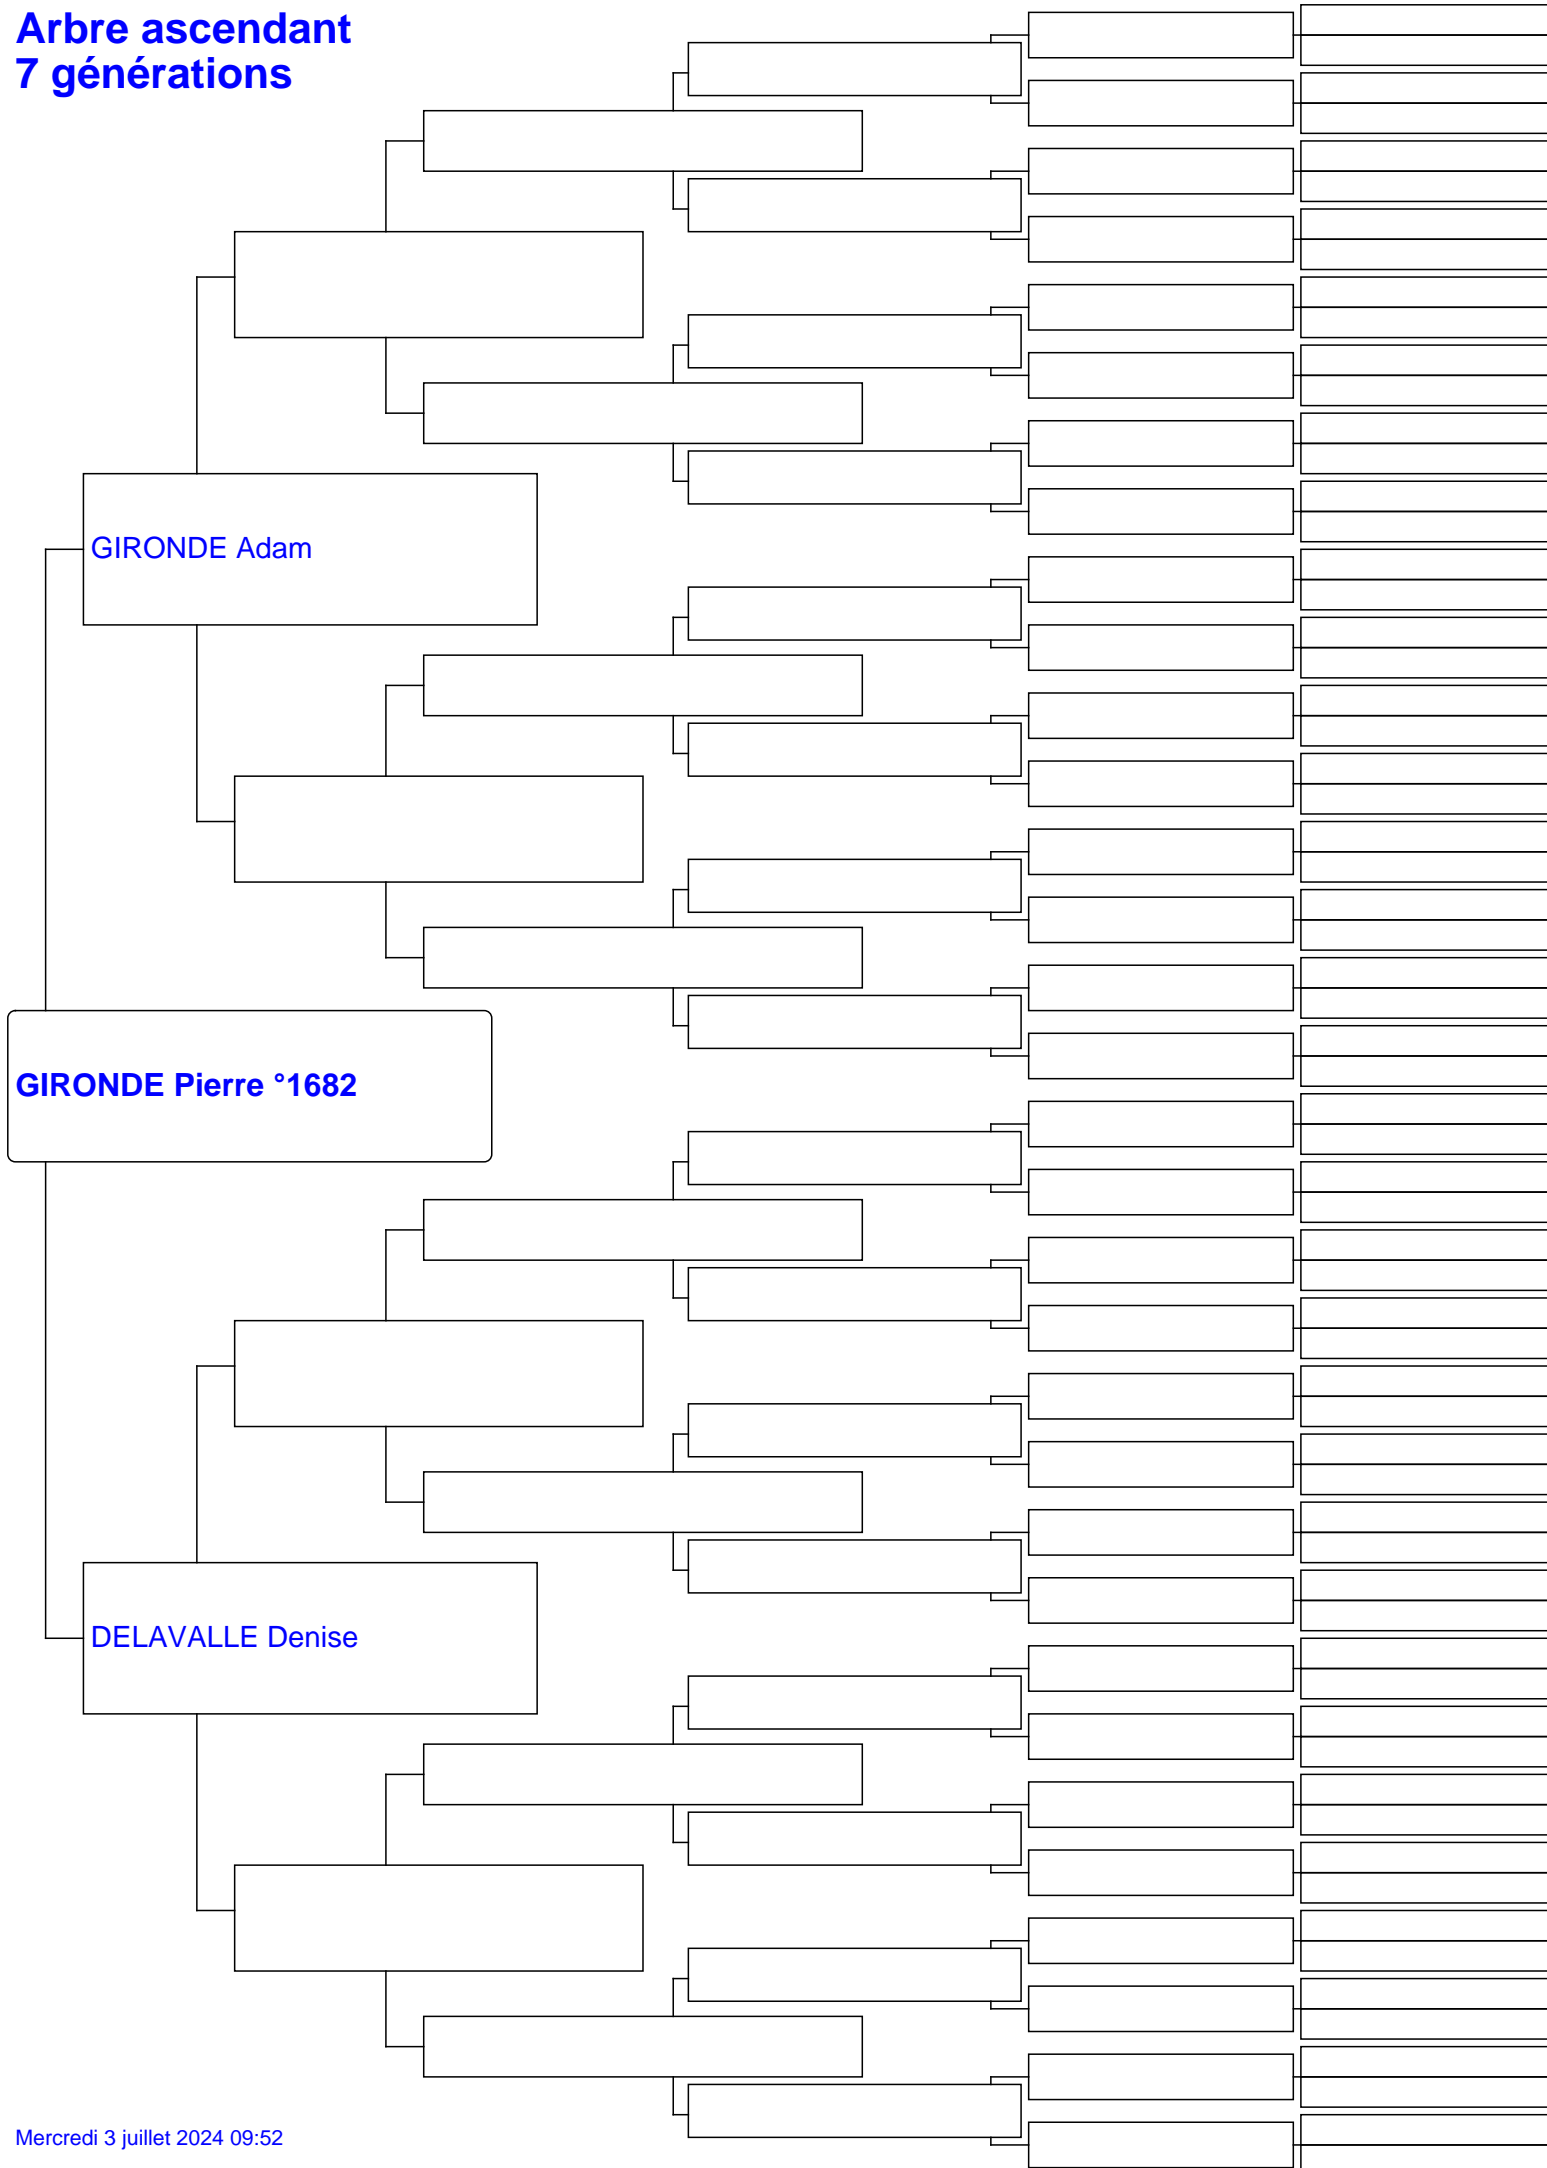 Arbre ascendant
7 générations
GIRONDE Adam
GIRONDE Pierre °1682
DELAVALLE Denise
Mercredi 3 juillet 2024 09:52